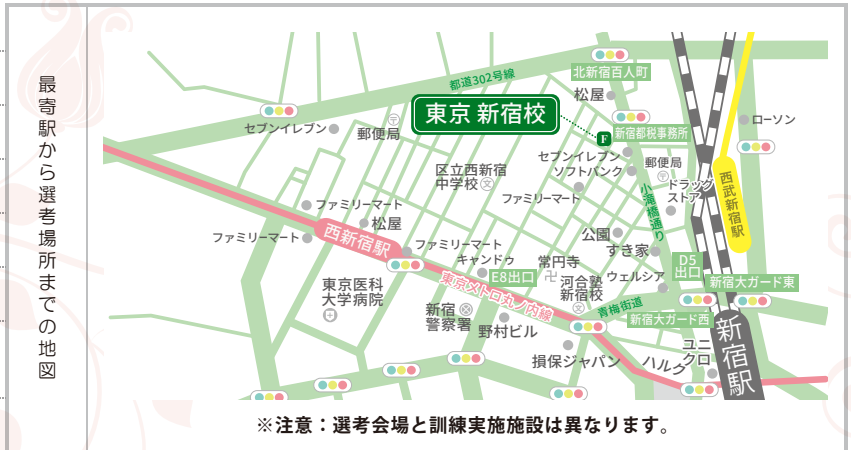 最寄駅から選考場所までの地図
都道302号線
北新宿百人町
松屋
東京 新宿校
F
新宿都税事務所
ローソン
セブンイレブン
郵便局
セブンイレブン
ソフトバンク
郵便局
区立西新宿
中学校
ドラッグ
ストア
西武新宿駅
ファミリーマート
小滝橋通り
ファミリーマート
松屋
公園
ファミリーマート
西新宿駅
ファミリーマート
すき家
キャンドゥ
常円寺
D5
出口
E8出口
河合塾
新宿校
ウェルシア
新宿大ガード東
東京医科
大学病院
東京メトロ丸ノ内線
青梅街道
新宿
警察署
野村ビル
新宿大ガード西
新宿駅
ユニ
クロ
損保ジャパン
ハルク
※注意：選考会場と訓練実施施設は異なります。